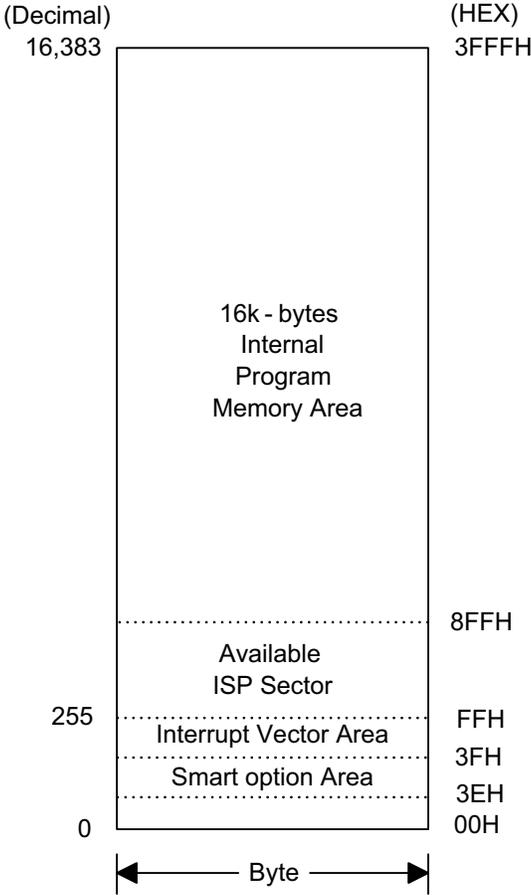 (Decimal) (HEX)
16,383 3FFFH
16k - bytes
Internal
Program
Memory Area
8FFH
Available
ISP Sector
255 FFH
Interrupt Vector Area
3FH
Smart option Area
3EH
0 00H
Byte